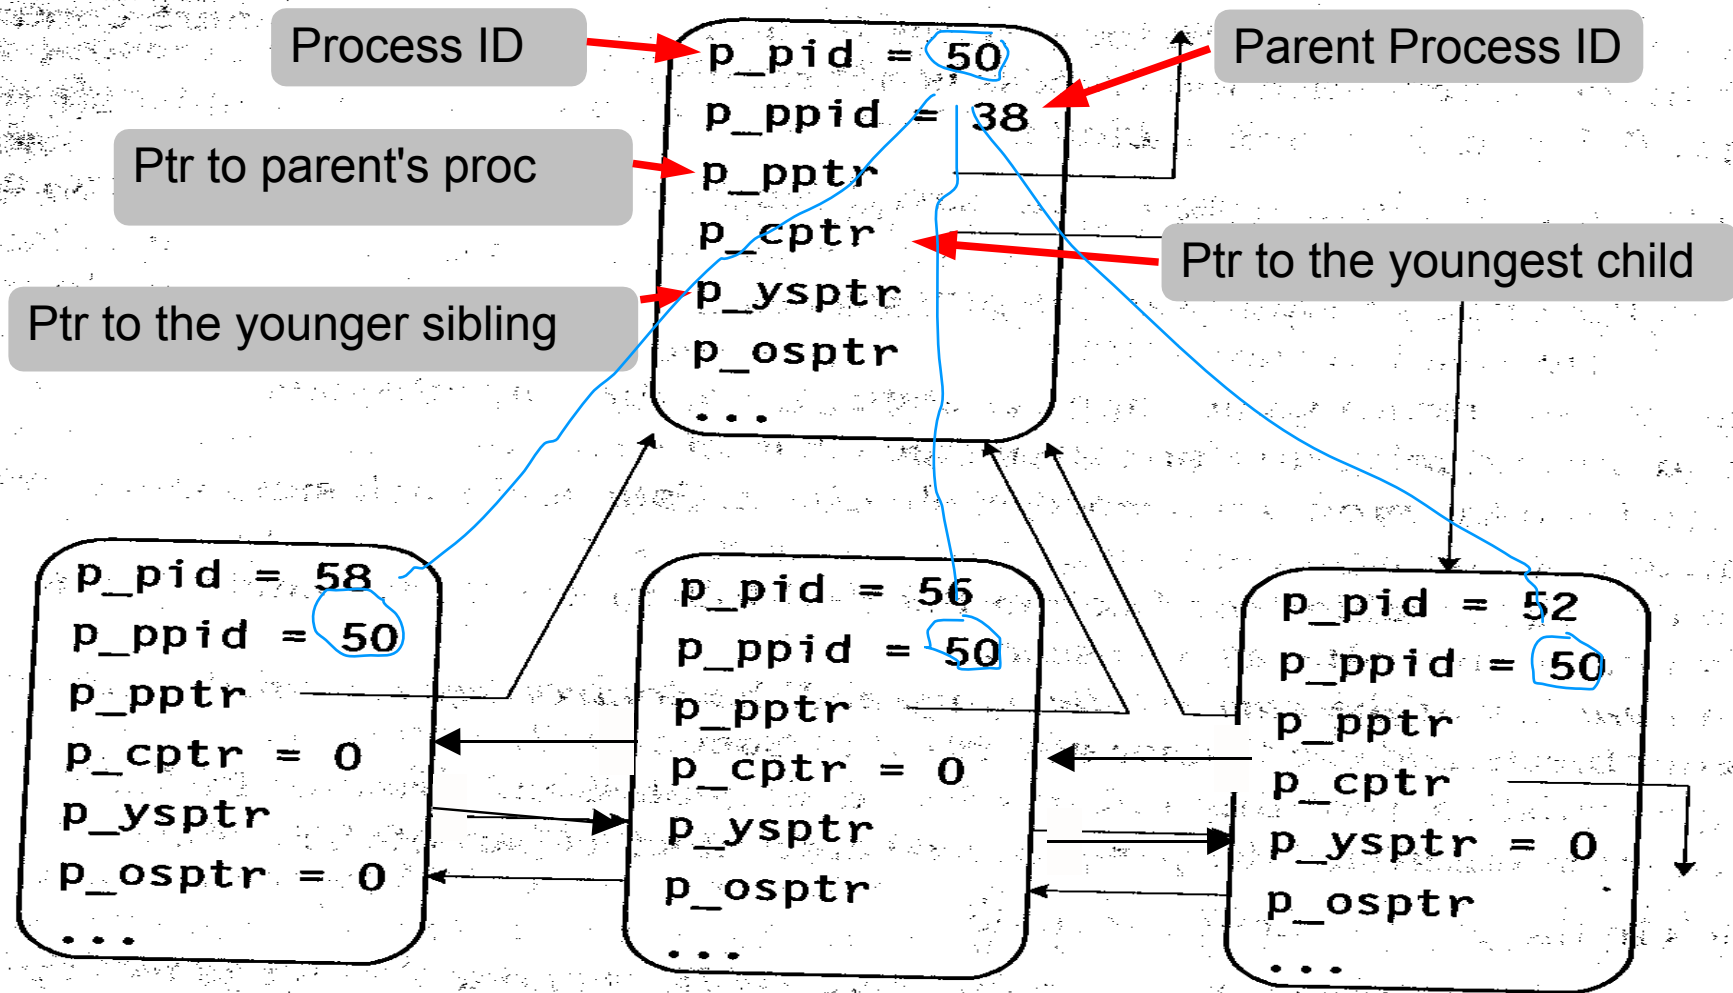 Process ID
Parent Process ID
Ptr to parent's proc
Ptr to the youngest child
Ptr to the younger sibling
p_pid = 50
p_ppid = 38
p_pptr
p_cptr
p_ysptr
p_osptr
...
p_pid = 58
p_ppid = 50
p_pptr
p_cptr = 0
p_ysptr
p_osptr = 0
...
p_pid = 56
p_ppid = 50
p_pptr
p_cptr = 0
p_ysptr
p_osptr
...
p_pid = 52
p_ppid = 50
p_pptr
p_cptr
p_ysptr = 0
p_osptr
...